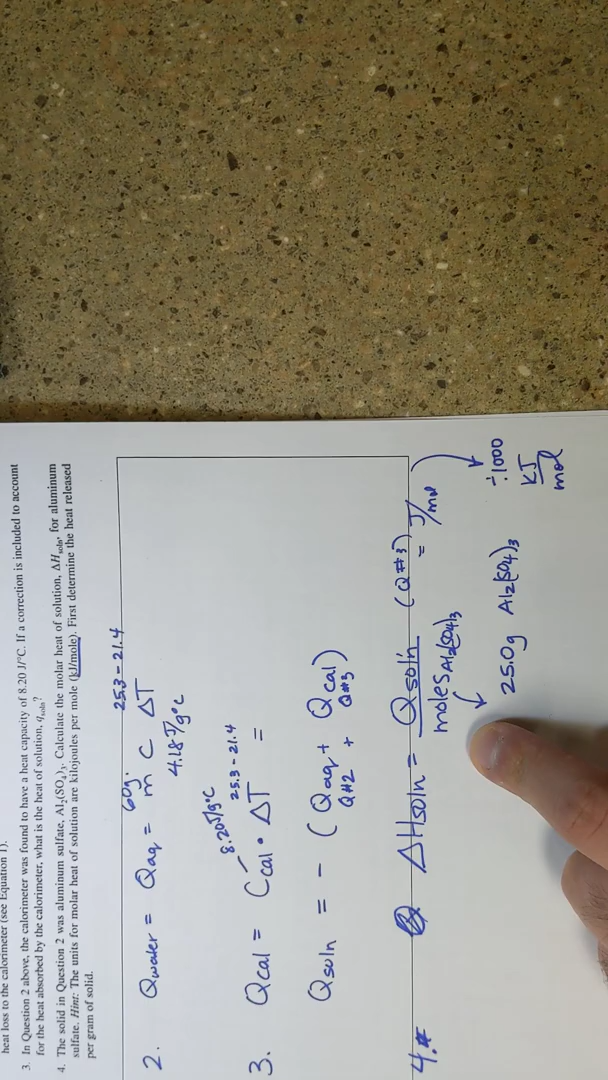 heat loss to the calorimeter (see Equation 1).
3. In Question 2 above, the calorimeter was found to have a heat capacity of 8.20 J/°C. If a correction is included to account
for the heat absorbed by the calorimeter, what is the heat of solution, qsoln?
4. The solid in Question 2 was aluminum sulfate, Al2(SO4)3. Calculate the molar heat of solution, ΔHsoln, for aluminum
sulfate. Hint: The units for molar heat of solution are kilojoules per mole (kJ/mole). First determine the heat released
per gram of solid.
60g. 25.3 - 21.4
2. Qwater = Qaq = m C ΔT
4.18 J/g°C
8.20 J/g°C 25.3 - 21.4
3. Qcal = Ccal • ΔT =
Qsoln = - (Qaq + Qcal)
Q#2 + Q#3
4. ΔHsoln = Qsoln (Q#3) = J/mol
moles Al2(SO4)3
÷1000
25.0g Al2(SO4)3
kJ
mol